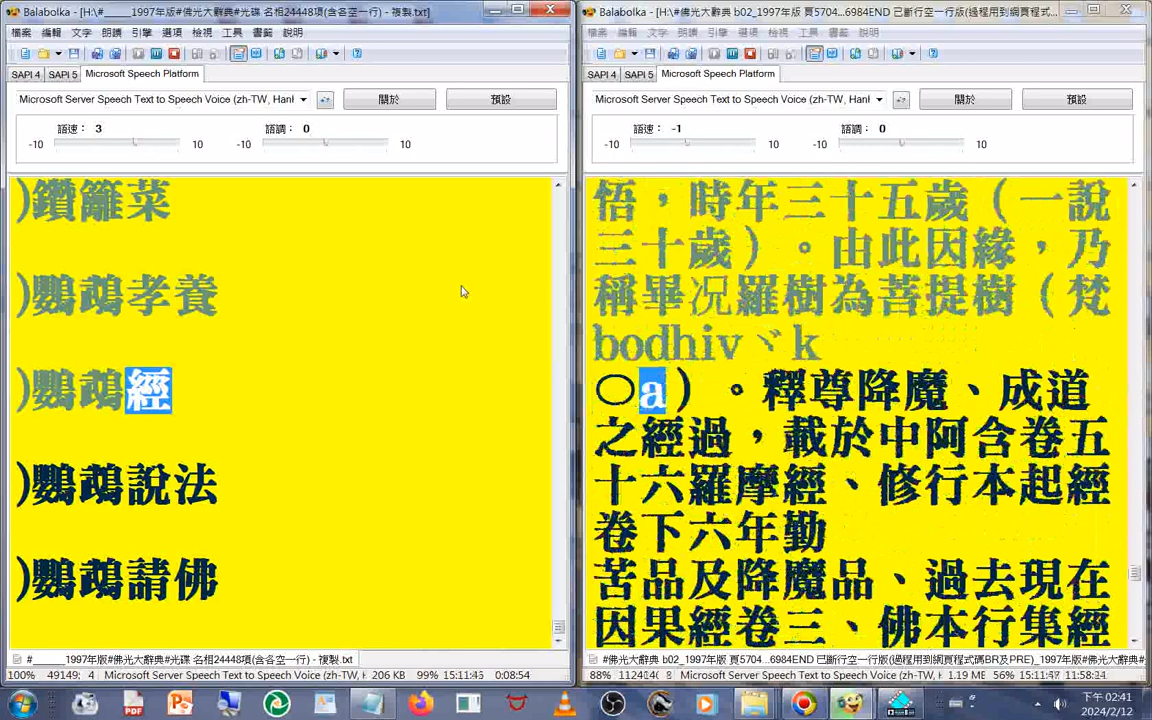 Balabolka - [H:\#_____1997年版#佛光大辭典#光碟 名相24448項(含各空一行) - 複製.txt]
檔案 編輯 文字 朗讀 引擎 選項 檢視 工具 書籤 說明
SAPI 4 SAPI 5 Microsoft Speech Platform
Microsoft Server Speech Text to Speech Voice (zh-TW, Hanl
關於 預設
語速： 3 語調： 0
-10 10 -10 10
)鑽籬菜
)鸚鵡孝養
)鸚鵡經
)鸚鵡說法
)鸚鵡請佛
#_____1997年版#佛光大辭典#光碟 名相24448項(含各空一行) - 複製.txt
100% 49149: 4 Microsoft Server Speech Text to Speech Voice (zh-TW, H 206 KB 99% 15:11:46 0:08:54
Balabolka - [H:\#佛光大辭典 b02_1997年版 頁5704...6984END 已斷行空一行版(過程用到網頁程式...
檔案 編輯 文字 朗讀 引擎 選項 檢視 工具 書籤 說明
SAPI 4 SAPI 5 Microsoft Speech Platform
Microsoft Server Speech Text to Speech Voice (zh-TW, Hanl
關於 預設
語速： -1 語調： 0
-10 10 -10 10
悟，時年三十五歲（一說
三十歲）。由此因緣，乃
稱畢況羅樹為菩提樹（梵
bodhivヾk
○a）。釋尊降魔、成道
之經過，載於中阿含卷五
十六羅摩經、修行本起經
卷下六年勤
苦品及降魔品、過去現在
因果經卷三、佛本行集經
#佛光大辭典 b02_1997年版 頁5704...6984END 已斷行空一行版(過程用到網頁程式碼BR及PRE)_1997年版#佛光大辭典#
88% 8 Microsoft Server Speech Text to Speech Voice (zh-TW, H 1.19 MB 56% 15:11:47 11:58:24
下午 02:41
2024/2/12